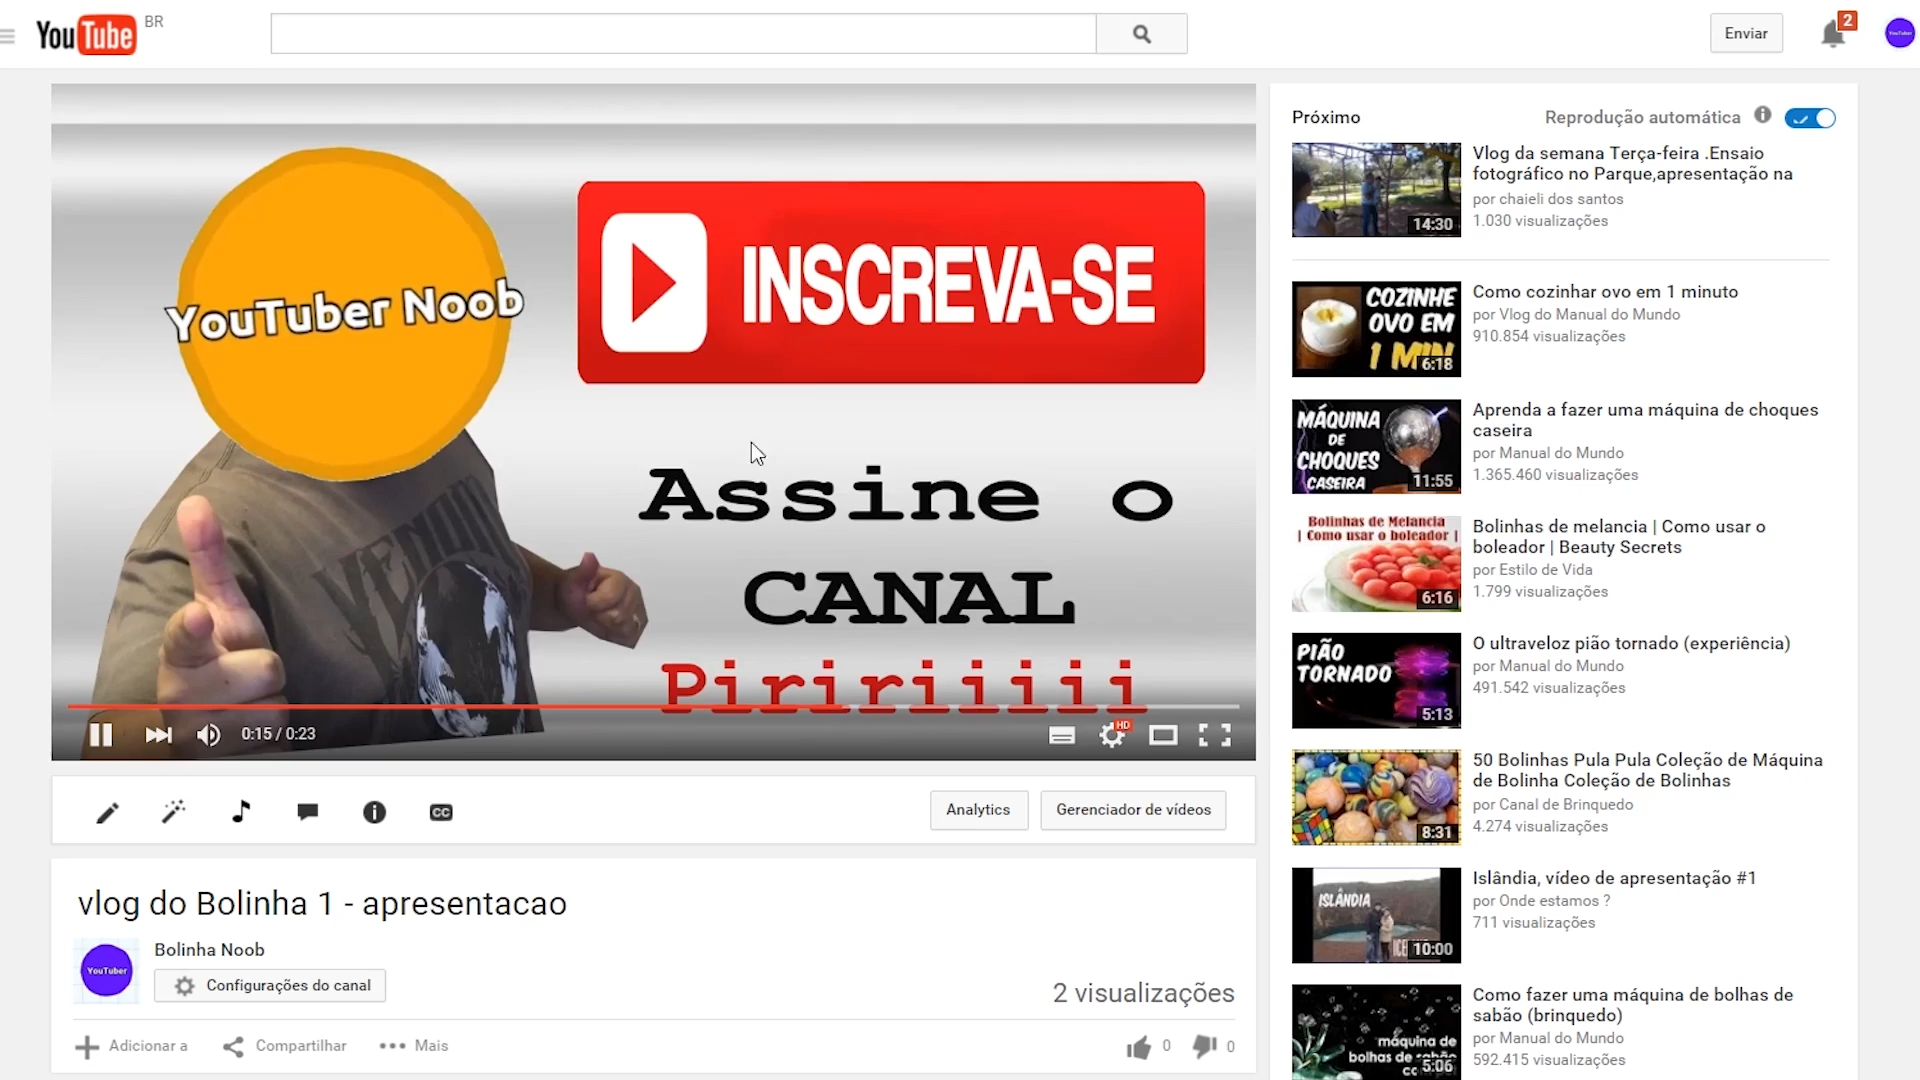 YouTube BR
Enviar
2
YouTuber Noob
INSCREVA-SE
Assine o
CANAL
Piririiiii
0:15 / 0:23
HD
CC
Analytics
Gerenciador de vídeos
vlog do Bolinha 1 - apresentacao
YouTuber
Bolinha Noob
Configurações do canal
2 visualizações
Adicionar a
Compartilhar
Mais
0
0
Próximo
Reprodução automática
14:30
Vlog da semana Terça-feira .Ensaio
fotográfico no Parque,apresentação na
por chaieli dos santos
1.030 visualizações
COZINHE
OVO EM
1 MIN
6:18
Como cozinhar ovo em 1 minuto
por Vlog do Manual do Mundo
910.854 visualizações
MÁQUINA
DE
CHOQUES
CASEIRA
11:55
Aprenda a fazer uma máquina de choques
caseira
por Manual do Mundo
1.365.460 visualizações
Bolinhas de Melancia
| Como usar o boleador |
6:16
Bolinhas de melancia | Como usar o
boleador | Beauty Secrets
por Estilo de Vida
1.799 visualizações
PIÃO
TORNADO
5:13
O ultraveloz pião tornado (experiência)
por Manual do Mundo
491.542 visualizações
8:31
50 Bolinhas Pula Pula Coleção de Máquina
de Bolinha Coleção de Bolinhas
por Canal de Brinquedo
4.274 visualizações
ISLÂNDIA
10:00
Islândia, vídeo de apresentação #1
por Onde estamos ?
711 visualizações
máquina de
bolhas de sabão
5:06
Como fazer uma máquina de bolhas de
sabão (brinquedo)
por Manual do Mundo
592.415 visualizações